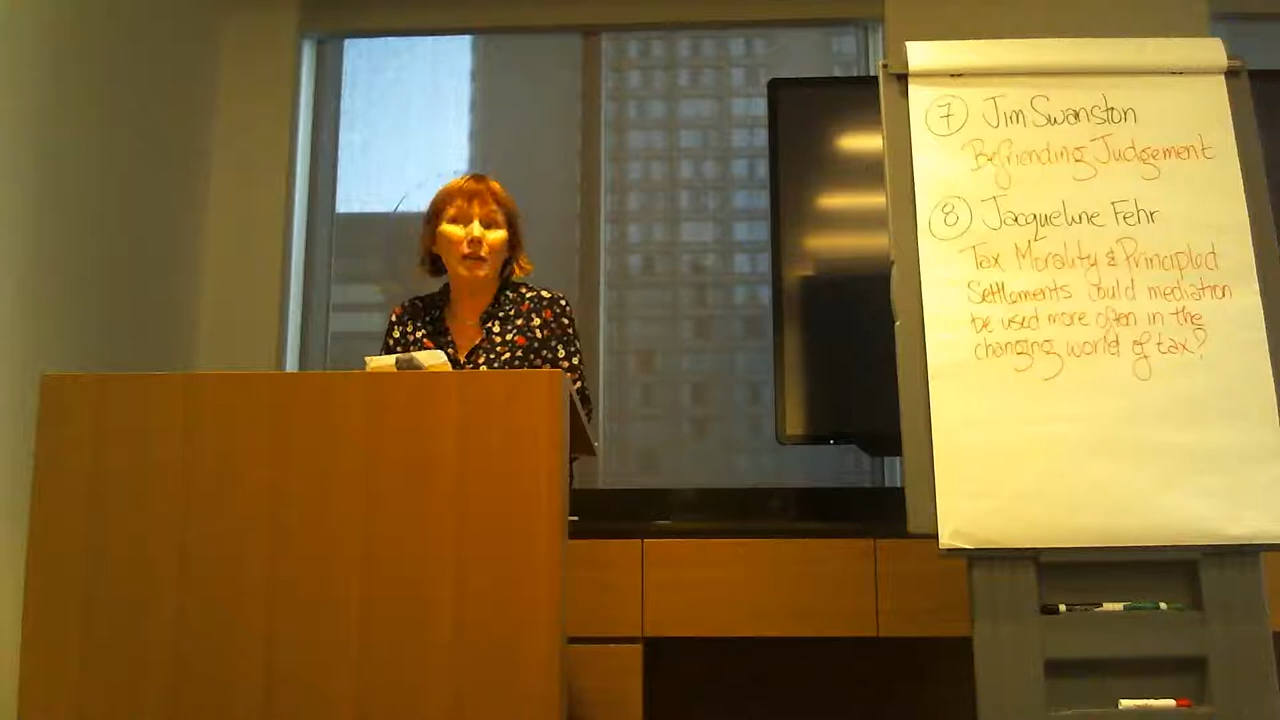 7 Jim Swanston
Befriending Judgement
8 Jacqueline Fehr
Tax Morality & Principled
Settlements could mediation
be used more often in the
changing world of tax?